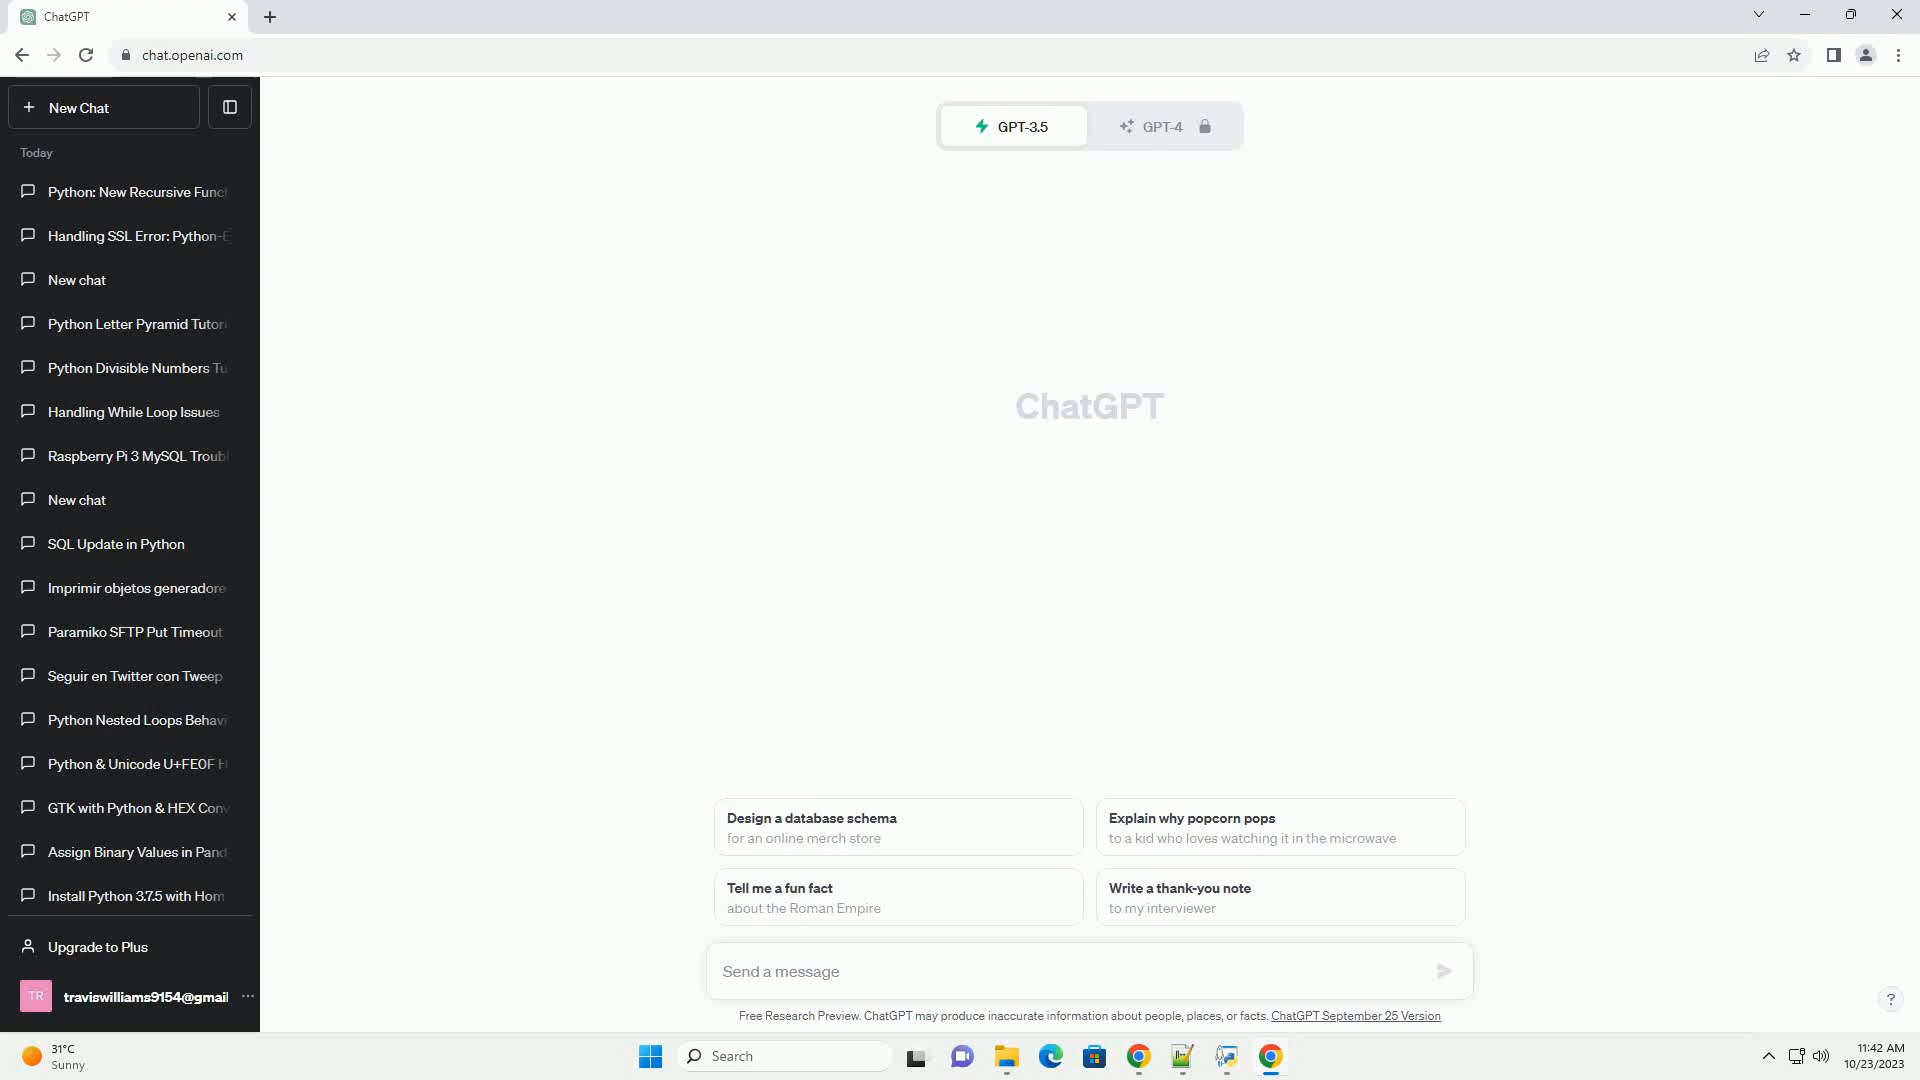 ChatGPT
chat.openai.com
New Chat
Today
Python: New Recursive Func
Handling SSL Error: Python-E
New chat
Python Letter Pyramid Tutori
Python Divisible Numbers Tu
Handling While Loop Issues
Raspberry Pi 3 MySQL Troubl
New chat
SQL Update in Python
Imprimir objetos generadore
Paramiko SFTP Put Timeout
Seguir en Twitter con Tweep
Python Nested Loops Behavi
Python & Unicode U+FE0F H
GTK with Python & HEX Conv
Assign Binary Values in Pand
Install Python 3.7.5 with Hom
Upgrade to Plus
TR
traviswilliams9154@gmail
GPT-3.5
GPT-4
ChatGPT
Design a database schema
for an online merch store
Explain why popcorn pops
to a kid who loves watching it in the microwave
Tell me a fun fact
about the Roman Empire
Write a thank-you note
to my interviewer
Send a message
Free Research Preview. ChatGPT may produce inaccurate information about people, places, or facts. ChatGPT September 25 Version
?
31°C
Sunny
Search
11:42 AM
10/23/2023